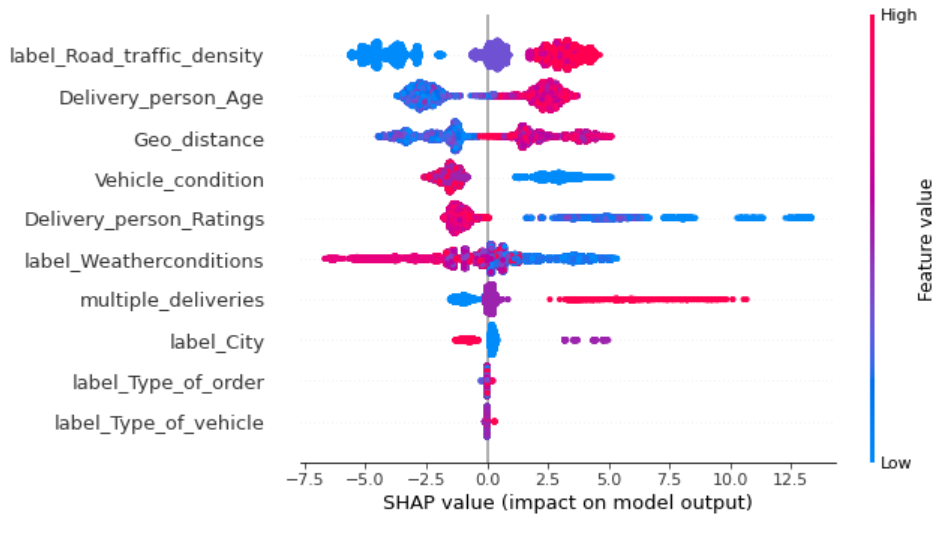 High
label_Road_traffic_density
Delivery_person_Age
Geo_distance
Vehicle_condition
Delivery_person_Ratings
label_Weatherconditions
multiple_deliveries
label_City
label_Type_of_order
label_Type_of_vehicle
Feature value
Low
−7.5 −5.0 −2.5 0.0 2.5 5.0 7.5 10.0 12.5
SHAP value (impact on model output)